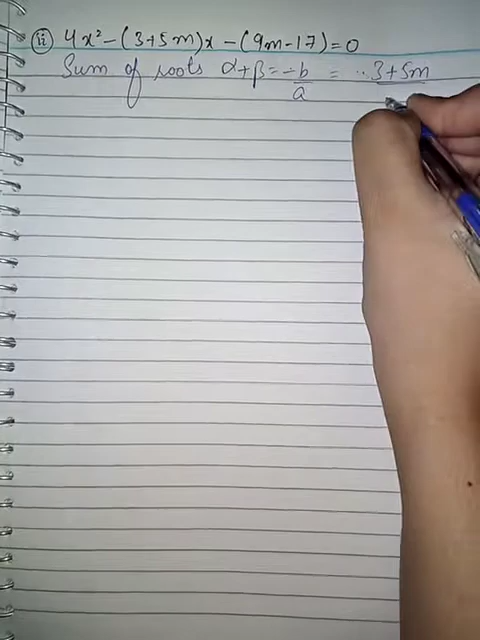 (ii) 4x² - (3+5m)x - (9m-17) = 0
Sum of roots α+β = -b/a = 3+5m